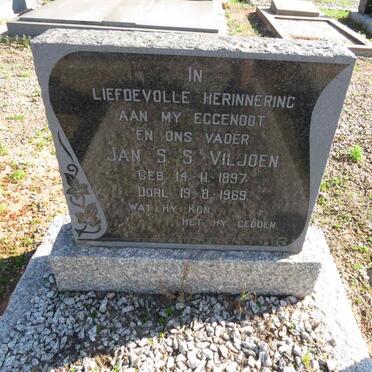 IN
LIEFDEVOLLE HERINNERING
AAN MY EGGENOOT
EN ONS VADER
JAN S. S. VILJOEN
GEB. 14·11·1897
OORL. 19·8·1969
WAT HY KON,
HET HY GEDOEN.